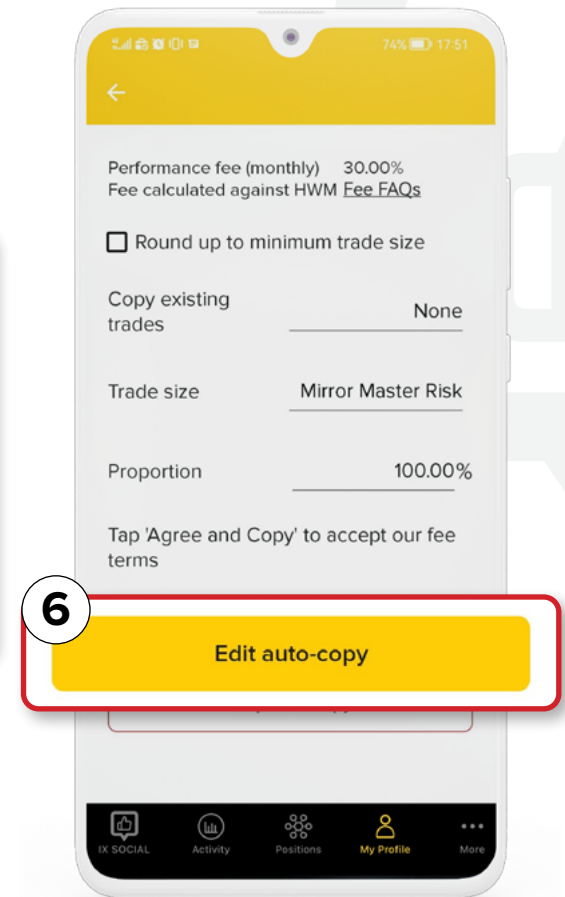 74% 17:51
Performance fee (monthly) 30.00%
Fee calculated against HWM Fee FAQs
Round up to minimum trade size
Copy existing
trades
None
Trade size Mirror Master Risk
Proportion 100.00%
Tap 'Agree and Copy' to accept our fee
terms
6
Edit auto-copy
IX SOCIAL Activity Positions My Profile More